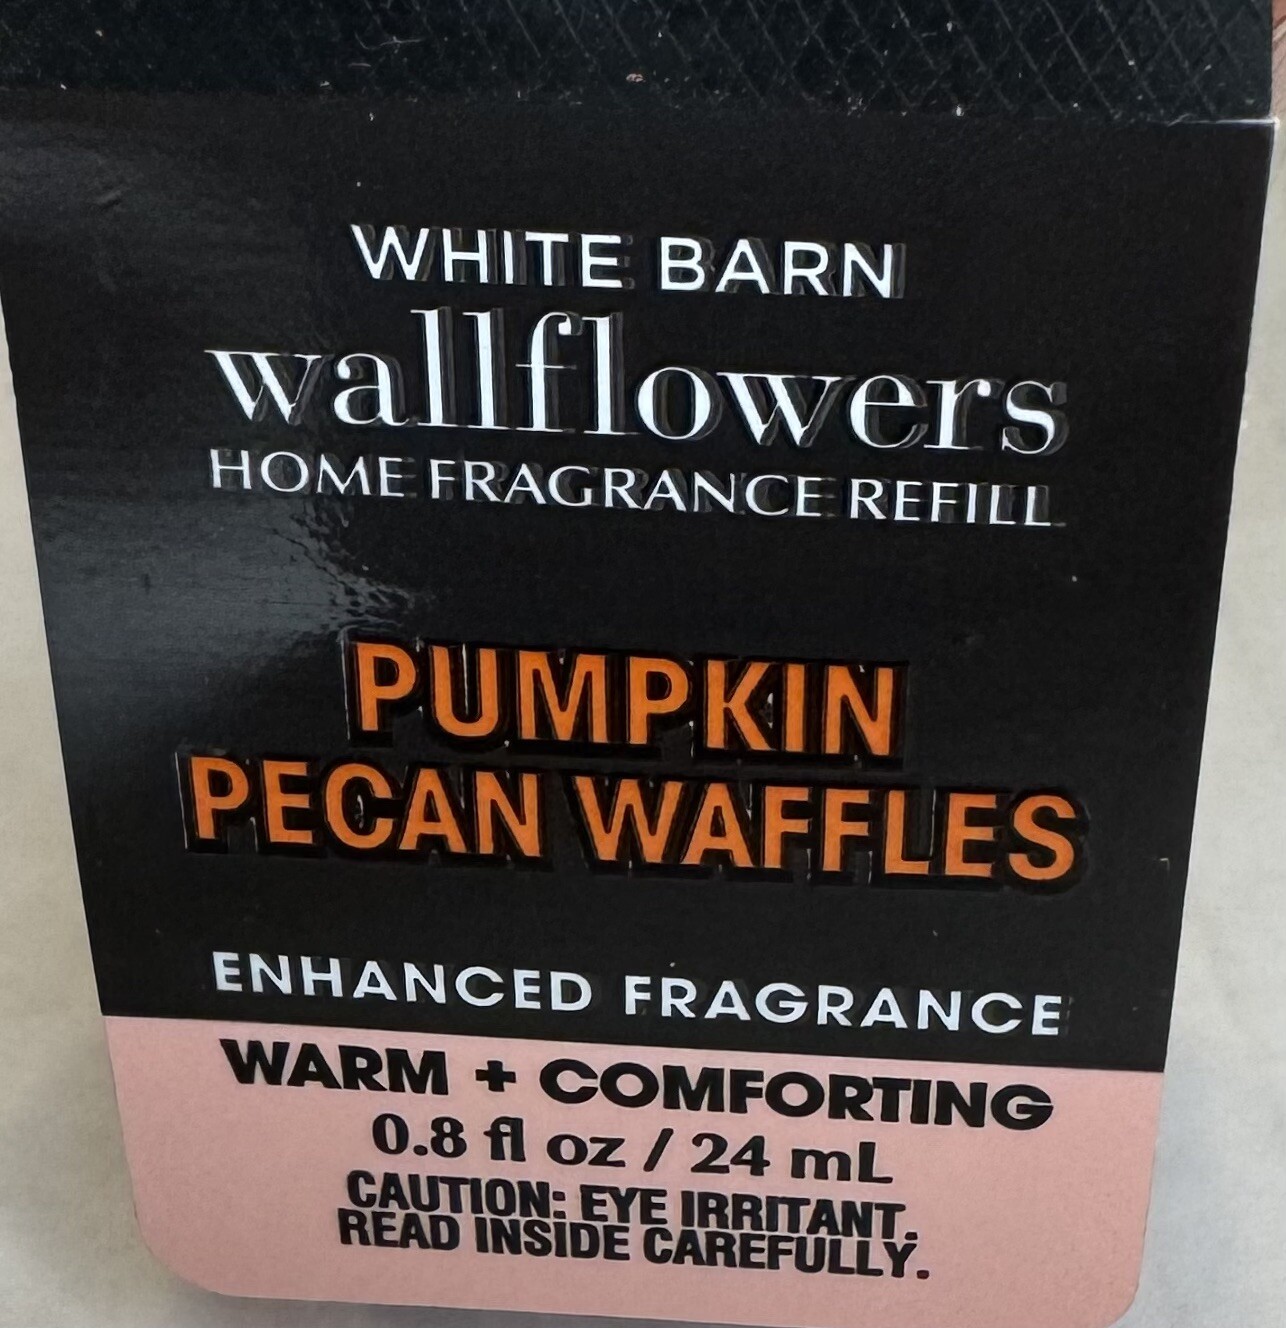 WHITE BARN
wallflowers
HOME FRAGRANCE REFILL
PUMPKIN
PECAN WAFFLES
ENHANCED FRAGRANCE
WARM + COMFORTING
0.8 fl oz / 24 mL
CAUTION: EYE IRRITANT.
READ INSIDE CAREFULLY.